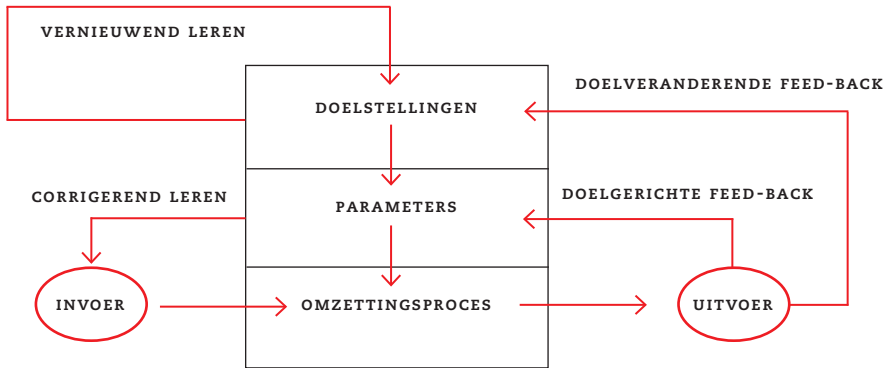 VERNIEUWEND LEREN
DOELVERANDERENDE FEED-BACK
DOELSTELLINGEN
CORRIGEREND LEREN
DOELGERICHTE FEED-BACK
PARAMETERS
INVOER
OMZETTINGSPROCES
UITVOER